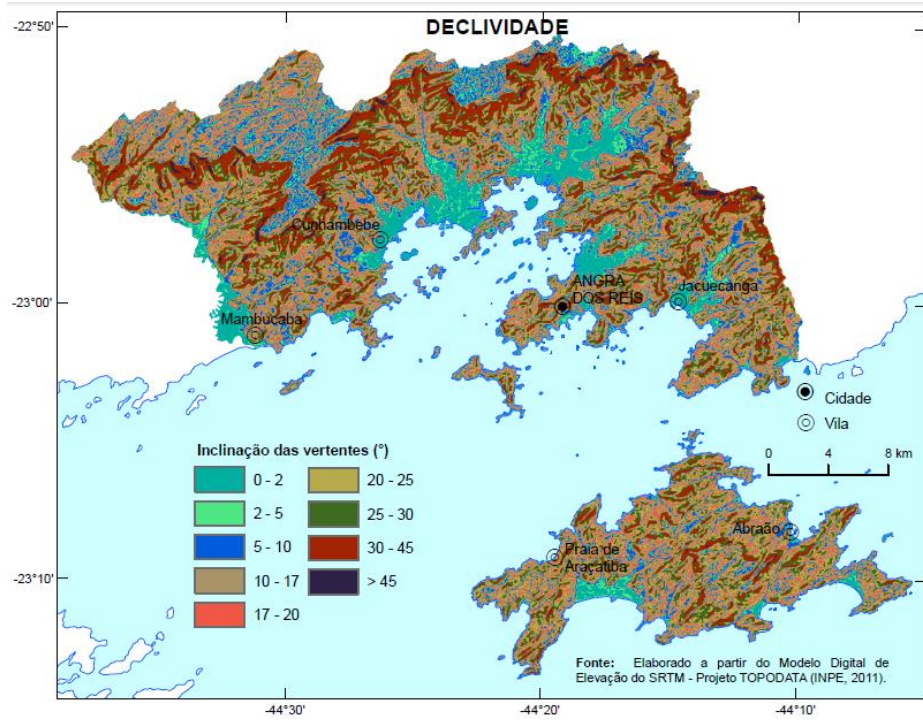 DECLIVIDADE
-22°50'
-23°00'
-23°10'
Cunhambebe
ANGRA
DOS REIS
Jacuecanga
Mambucaba
Cidade
Vila
0 4 8 km
Inclinação das vertentes (°)
0 - 2
2 - 5
5 - 10
10 - 17
17 - 20
20 - 25
25 - 30
30 - 45
> 45
Abraão
Praia de
Araçatiba
Fonte: Elaborado a partir do Modelo Digital de
Elevação do SRTM - Projeto TOPODATA (INPE, 2011).
-44°30'
-44°20'
-44°10'